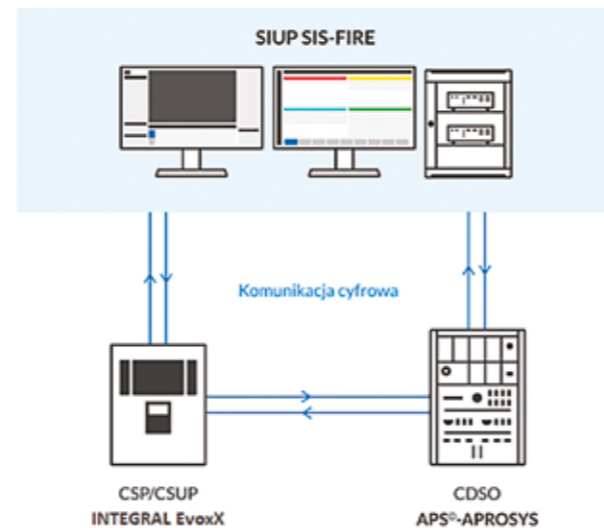 SIUP SIS-FIRE
Komunikacja cyfrowa
CSP/CSUP
INTEGRAL EvoxX
CDSO
APS®-APROSYS